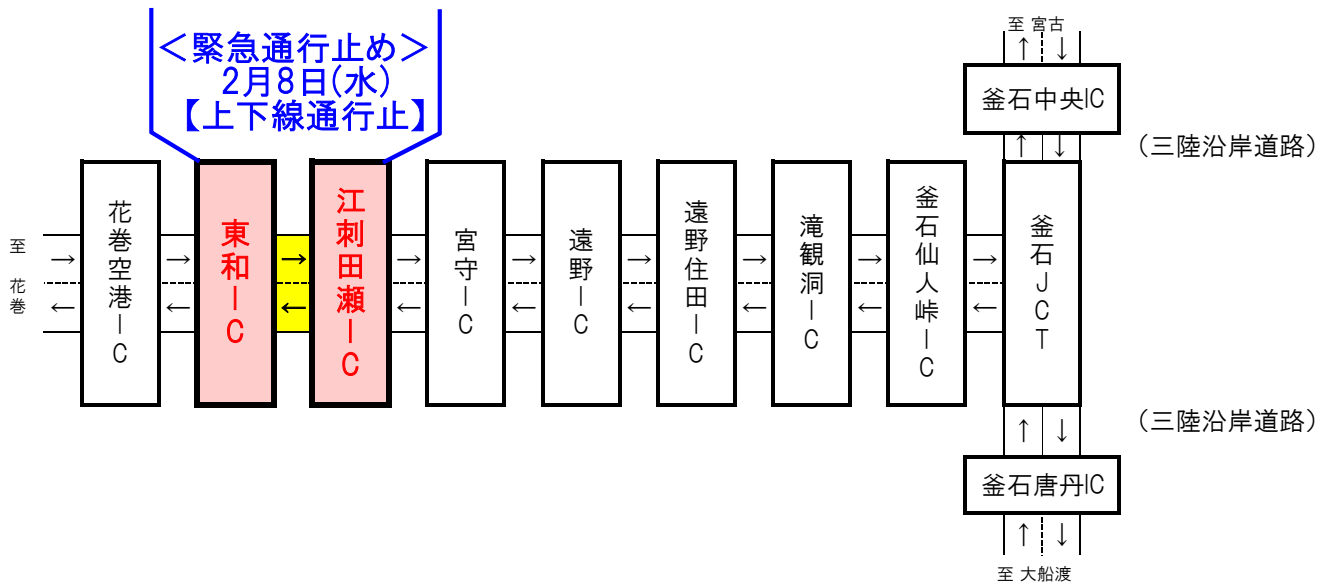 ＜緊急通行止め＞
2月8日(水)
【上下線通行止】
至 宮古
↑ ↓
釜石中央IC
↑ ↓
（三陸沿岸道路）
至 花巻
→
←
花巻空港IC
→
←
東和IC
→
←
江刺田瀬IC
→
←
宮守IC
→
←
遠野IC
→
←
遠野住田IC
→
←
滝観洞IC
→
←
釜石仙人峠IC
→
←
釜石JCT
（三陸沿岸道路）
↑ ↓
釜石唐丹IC
↑ ↓
至 大船渡